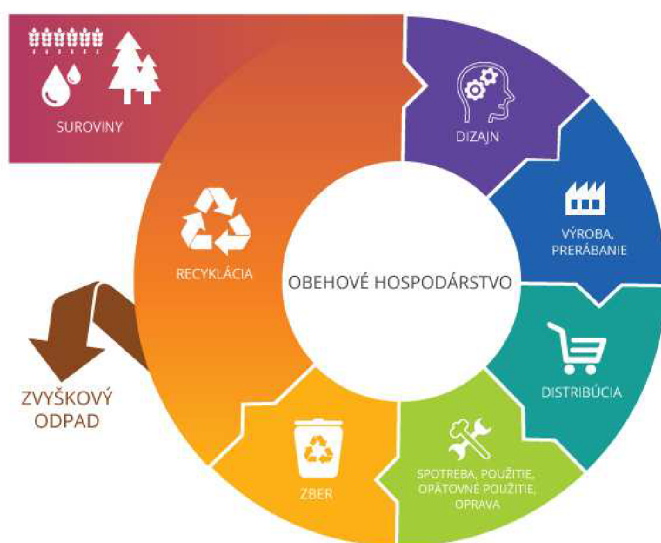 SUROVINY
DIZAJN
VÝROBA,
PRERÁBANIE
RECYKLÁCIA
OBEHOVÉ HOSPODÁRSTVO
DISTRIBÚCIA
ZVYŠKOVÝ
ODPAD
SPOTREBA, POUŽITIE,
OPÄTOVNÉ POUŽITIE,
OPRAVA
ZBER